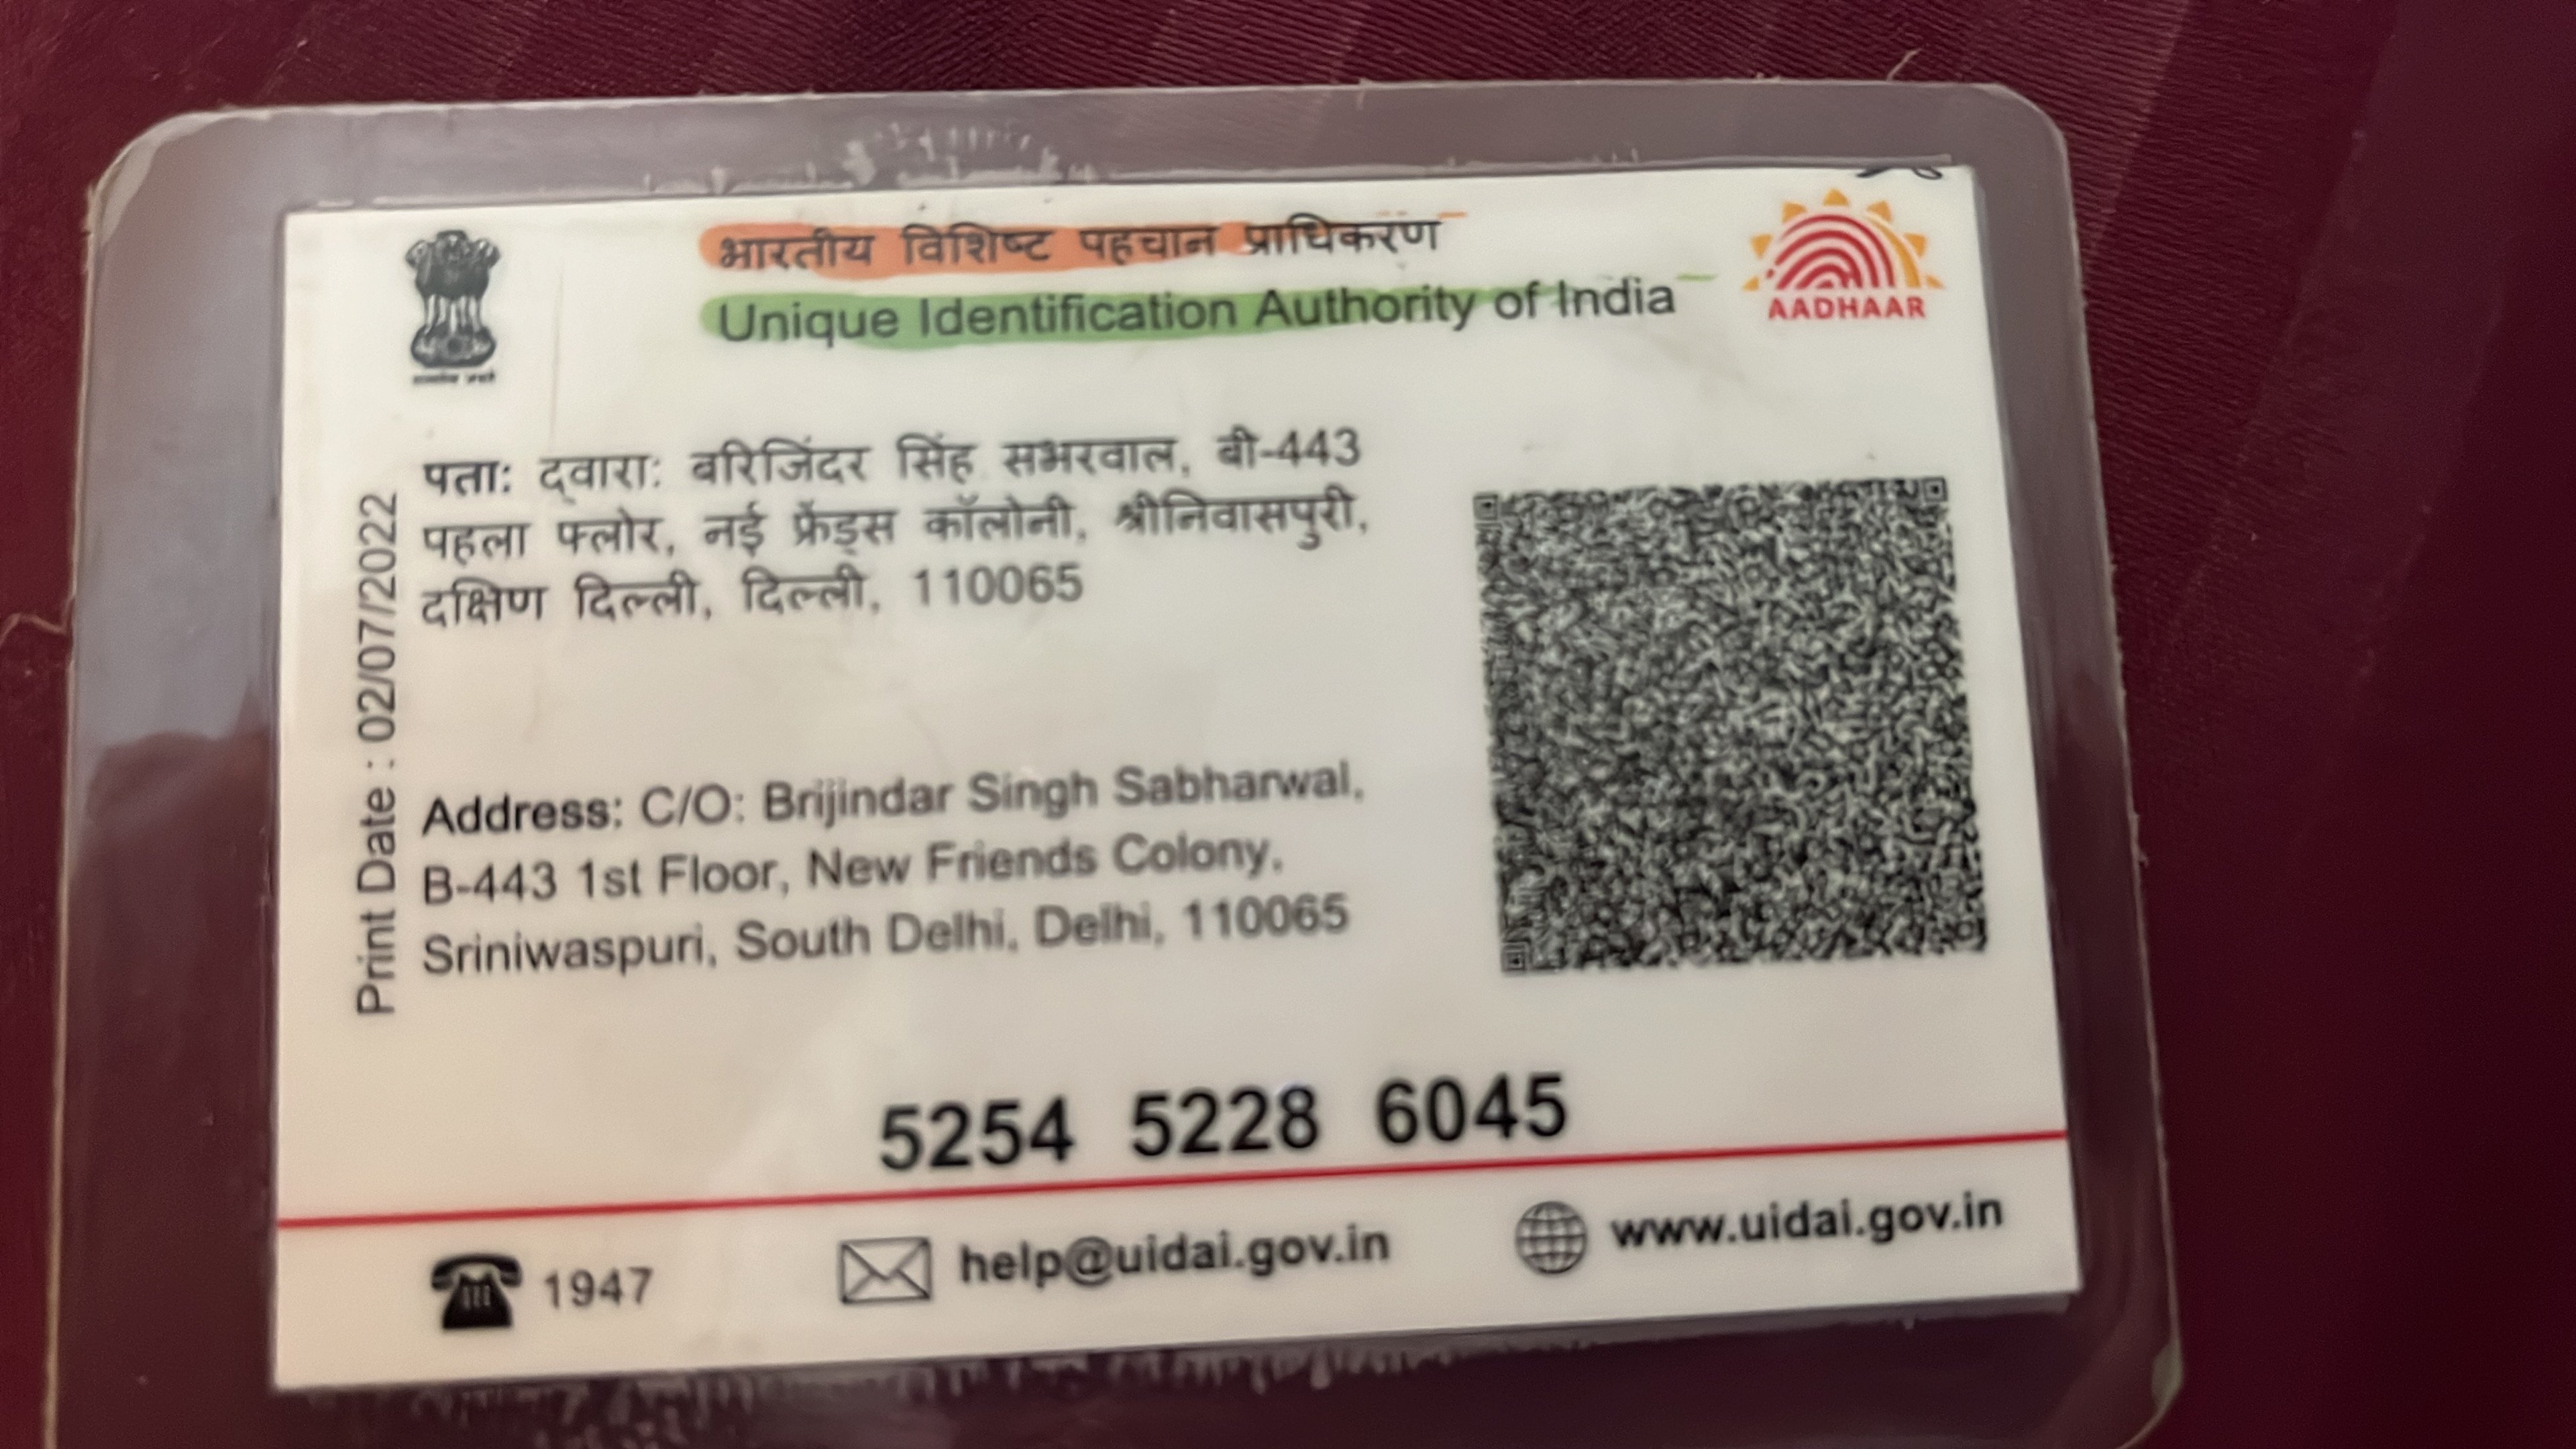 भारतीय विशिष्ट पहचान प्राधिकरण
Unique Identification Authority of India
AADHAAR
पता: द्वारा: बरिजिंदर सिंह सभरवाल, बी-443
पहला फ्लोर, नई फ्रेंड्स कॉलोनी, श्रीनिवासपुरी,
दक्षिण दिल्ली, दिल्ली, 110065
Print Date : 02/07/2022
Address: C/O: Brijindar Singh Sabharwal,
B-443 1st Floor, New Friends Colony,
Sriniwaspuri, South Delhi, Delhi, 110065
5254 5228 6045
1947
help@uidai.gov.in
www.uidai.gov.in